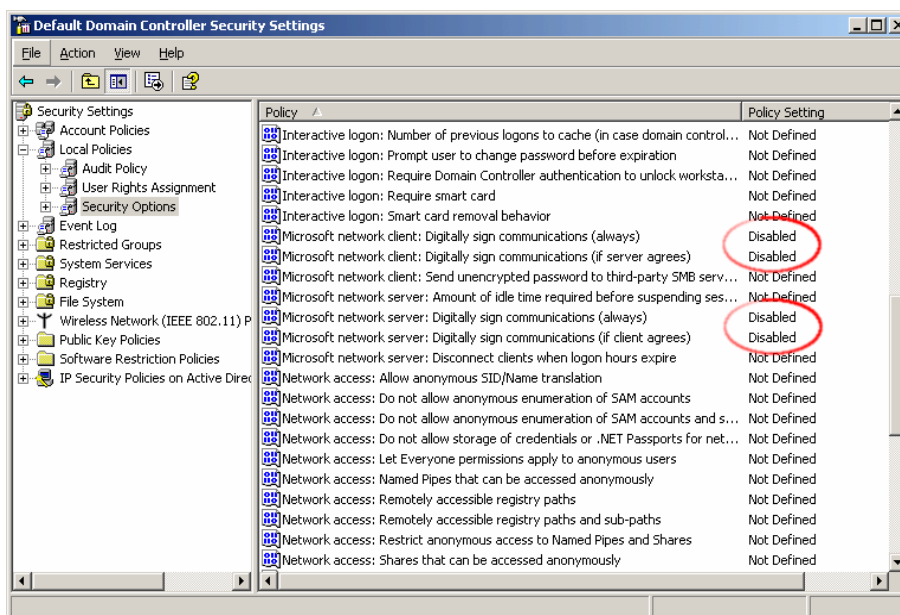 Default Domain Controller Security Settings
File Action View Help
Security Settings
Account Policies
Local Policies
Audit Policy
User Rights Assignment
Security Options
Event Log
Restricted Groups
System Services
Registry
File System
Wireless Network (IEEE 802.11) P
Public Key Policies
Software Restriction Policies
IP Security Policies on Active Direc
Policy Policy Setting
Interactive logon: Number of previous logons to cache (in case domain control... Not Defined
Interactive logon: Prompt user to change password before expiration Not Defined
Interactive logon: Require Domain Controller authentication to unlock worksta... Not Defined
Interactive logon: Require smart card Not Defined
Interactive logon: Smart card removal behavior Not Defined
Microsoft network client: Digitally sign communications (always) Disabled
Microsoft network client: Digitally sign communications (if server agrees) Disabled
Microsoft network client: Send unencrypted password to third-party SMB serv... Not Defined
Microsoft network server: Amount of idle time required before suspending ses... Not Defined
Microsoft network server: Digitally sign communications (always) Disabled
Microsoft network server: Digitally sign communications (if client agrees) Disabled
Microsoft network server: Disconnect clients when logon hours expire Not Defined
Network access: Allow anonymous SID/Name translation Not Defined
Network access: Do not allow anonymous enumeration of SAM accounts Not Defined
Network access: Do not allow anonymous enumeration of SAM accounts and s... Not Defined
Network access: Do not allow storage of credentials or .NET Passports for net... Not Defined
Network access: Let Everyone permissions apply to anonymous users Not Defined
Network access: Named Pipes that can be accessed anonymously Not Defined
Network access: Remotely accessible registry paths Not Defined
Network access: Remotely accessible registry paths and sub-paths Not Defined
Network access: Restrict anonymous access to Named Pipes and Shares Not Defined
Network access: Shares that can be accessed anonymously Not Defined